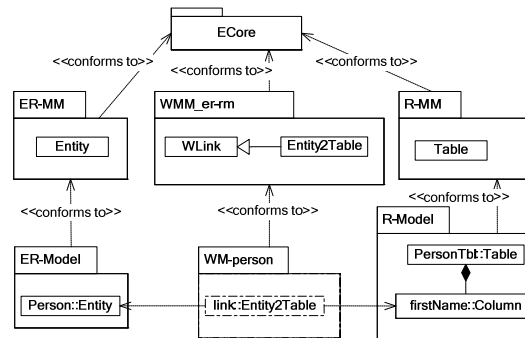 ECore
<<conforms to>>
<<conforms to>>
<<conforms to>>
ER-MM
WMM_er-rm
R-MM
Entity
WLink
Entity2Table
Table
<<conforms to>>
<<conforms to>>
<<conforms to>>
R-Model
ER-Model
WM-person
PersonTbl::Table
Person::Entity
link::Entity2Table
firstName::Column